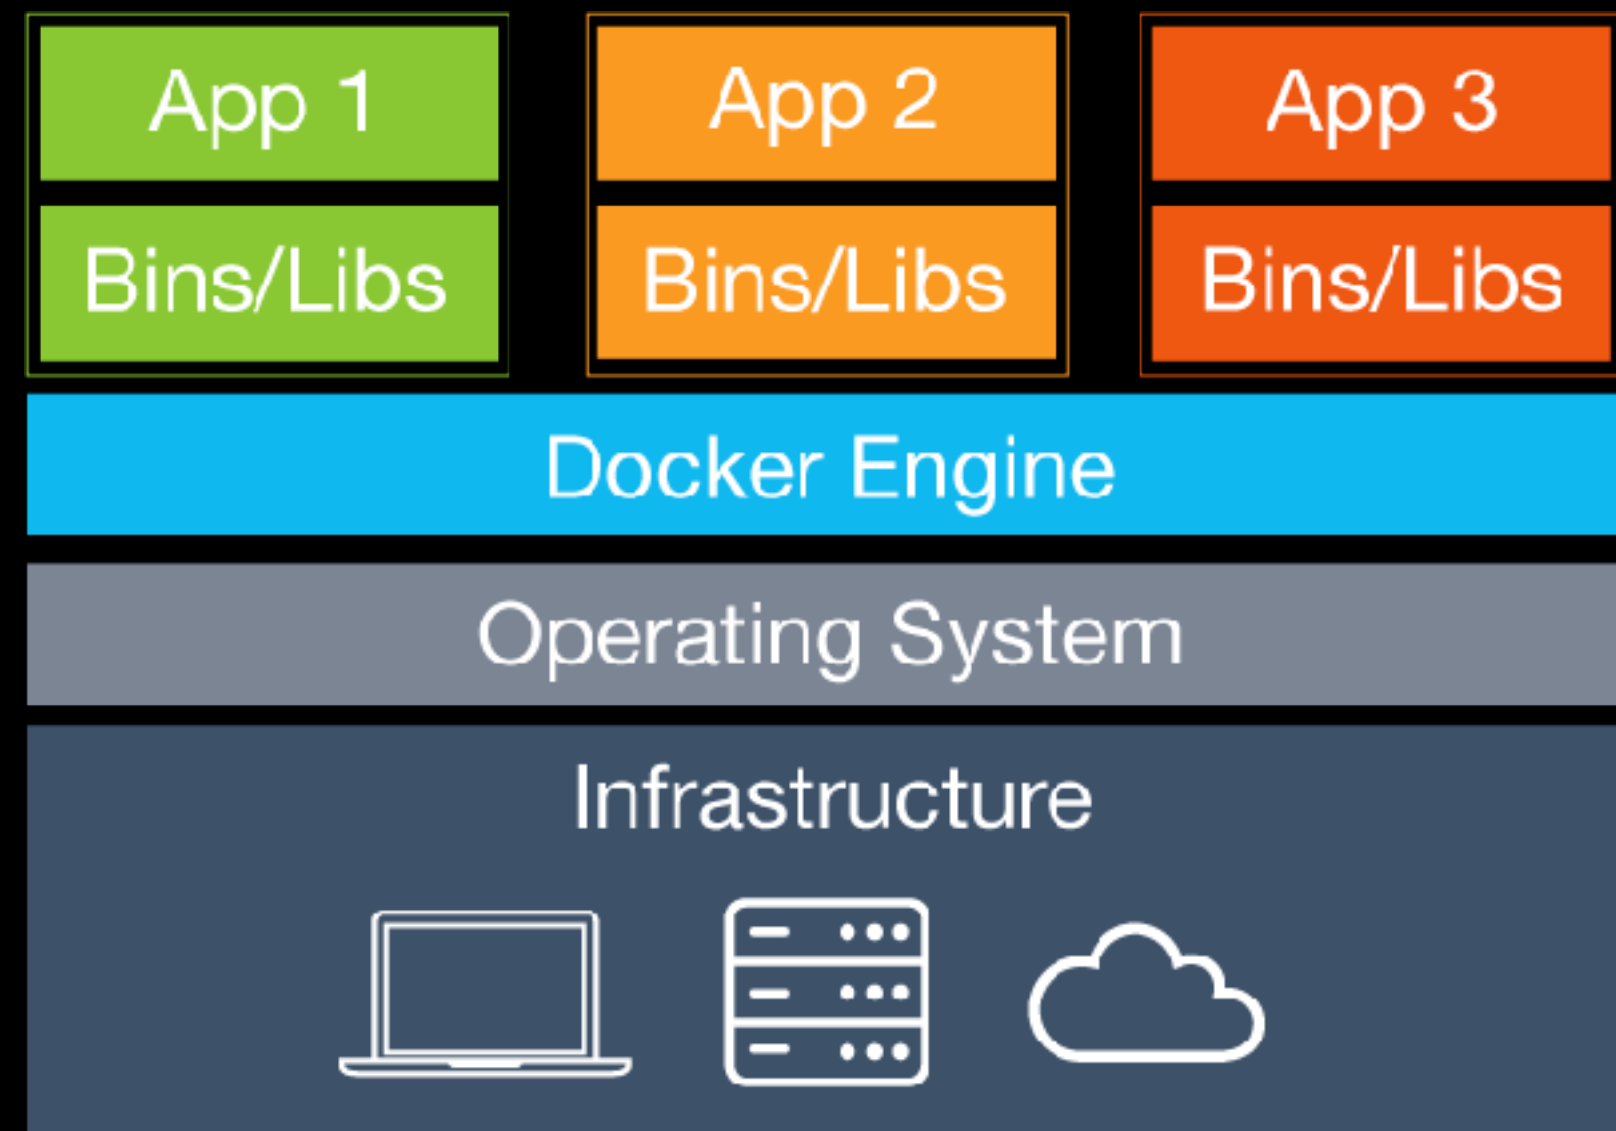 App 1
App 2
App 3
Bins/Libs
Bins/Libs
Bins/Libs
Docker Engine
Operating System
Infrastructure